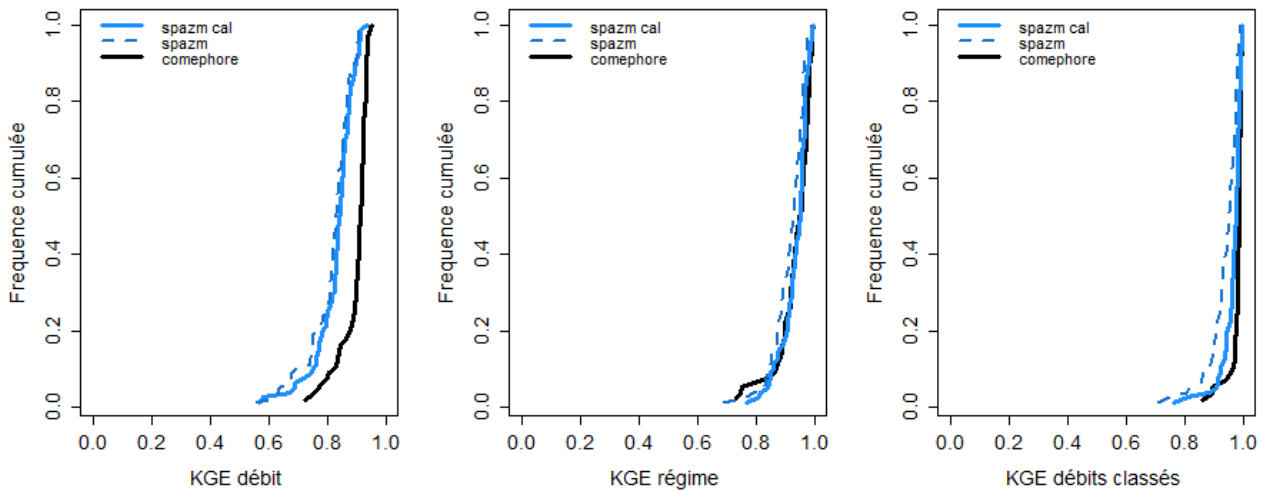 spazm cal
spazm
comephore
Frequence cumulée
0.0 0.2 0.4 0.6 0.8 1.0
0.0 0.2 0.4 0.6 0.8 1.0
KGE débit
spazm cal
spazm
comephore
Frequence cumulée
0.0 0.2 0.4 0.6 0.8 1.0
0.0 0.2 0.4 0.6 0.8 1.0
KGE régime
spazm cal
spazm
comephore
Frequence cumulée
0.0 0.2 0.4 0.6 0.8 1.0
0.0 0.2 0.4 0.6 0.8 1.0
KGE débits classés